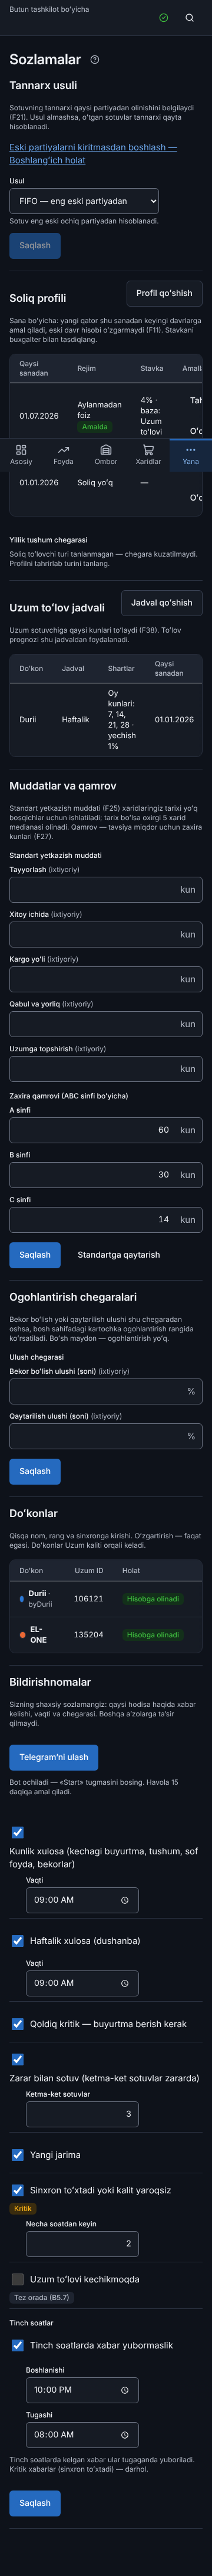 Butun tashkilot bo'yicha
Sozlamalar
Tannarx usuli
Sotuvning tannarxi qaysi partiyadan olinishini belgilaydi
(F21). Usul almashsa, o'tgan sotuvlar tannarxi qayta
hisoblanadi.
Eski partiyalarni kiritmasdan boshlash —
Boshlang'ich holat
Usul
FIFO — eng eski partiyadan
Sotuv eng eski ochiq partiyadan hisoblanadi.
Saqlash
Soliq profili
Profil qo'shish
Sana bo'yicha: yangi qator shu sanadan keyingi davrlarga
amal qiladi, eski davr hisobi o'zgarmaydi (F11). Stavkani
buxgalter bilan tasdiqlang.
Qaysi
sanadan
Rejim
Stavka
Amall
01.07.2026
Aylanmadan
foiz
Amalda
4% ·
baza:
Uzum
to'lovi
Asosiy
Foyda
Ombor
Xaridlar
Yana
01.01.2026
Soliq yo'q
—
Yillik tushum chegarasi
Soliq to'lovchi turi tanlanmagan — chegara kuzatilmaydi.
Profilni tahrirlab turini tanlang.
Uzum to'lov jadvali
Jadval qo'shish
Uzum sotuvchiga qaysi kunlari to'laydi (F38). To'lov
prognozi shu jadvaldan foydalanadi.
Do'kon
Jadval
Shartlar
Qaysi
sanadan
Durii
Haftalik
Oy
kunlari:
7, 14,
21, 28 ·
yechish
1%
01.01.2026
Muddatlar va qamrov
Standart yetkazish muddati (F25) xaridlaringiz tarixi yo'q
bosqichlar uchun ishlatiladi; tarix bo'lsa oxirgi 5 xarid
medianasi olinadi. Qamrov — tavsiya miqdor uchun zaxira
kunlari (F27).
Standart yetkazish muddati
Tayyorlash (ixtiyoriy)
kun
Xitoy ichida (ixtiyoriy)
kun
Kargo yo'li (ixtiyoriy)
kun
Qabul va yorliq (ixtiyoriy)
kun
Uzumga topshirish (ixtiyoriy)
kun
Zaxira qamrovi (ABC sinfi bo'yicha)
A sinfi
60 kun
B sinfi
30 kun
C sinfi
14 kun
Saqlash
Standartga qaytarish
Ogohlantirish chegaralari
Bekor bo'lish yoki qaytarilish ulushi shu chegaradan
oshsa, bosh sahifadagi kartochka ogohlantirish rangida
ko'rsatiladi. Bo'sh maydon — ogohlantirish yo'q.
Ulush chegarasi
Bekor bo'lish ulushi (soni) (ixtiyoriy)
%
Qaytarilish ulushi (soni) (ixtiyoriy)
%
Saqlash
Do'konlar
Qisqa nom, rang va sinxronga kirishi. O'zgartirish — faqat
egasi. Do'konlar Uzum kaliti orqali keladi.
Do'kon
Uzum ID
Holat
Durii ·
byDurii
106121
Hisobga olinadi
EL-
ONE
135204
Hisobga olinadi
Bildirishnomalar
Sizning shaxsiy sozlamangiz: qaysi hodisa haqida xabar
kelishi, vaqti va chegarasi. Boshqa a'zolarga ta'sir
qilmaydi.
Telegram'ni ulash
Bot ochiladi — «Start» tugmasini bosing. Havola 15
daqiqa amal qiladi.
Kunlik xulosa (kechagi buyurtma, tushum, sof
foyda, bekorlar)
Vaqti
09:00 AM
Haftalik xulosa (dushanba)
Vaqti
09:00 AM
Qoldiq kritik — buyurtma berish kerak
Zarar bilan sotuv (ketma-ket sotuvlar zararda)
Ketma-ket sotuvlar
3
Yangi jarima
Sinxron to'xtadi yoki kalit yaroqsiz
Kritik
Necha soatdan keyin
2
Uzum to'lovi kechikmoqda
Tez orada (B5.7)
Tinch soatlar
Tinch soatlarda xabar yubormaslik
Boshlanishi
10:00 PM
Tugashi
08:00 AM
Tinch soatlarda kelgan xabar ular tugaganda yuboriladi.
Kritik xabarlar (sinxron to'xtadi) — darhol.
Saqlash